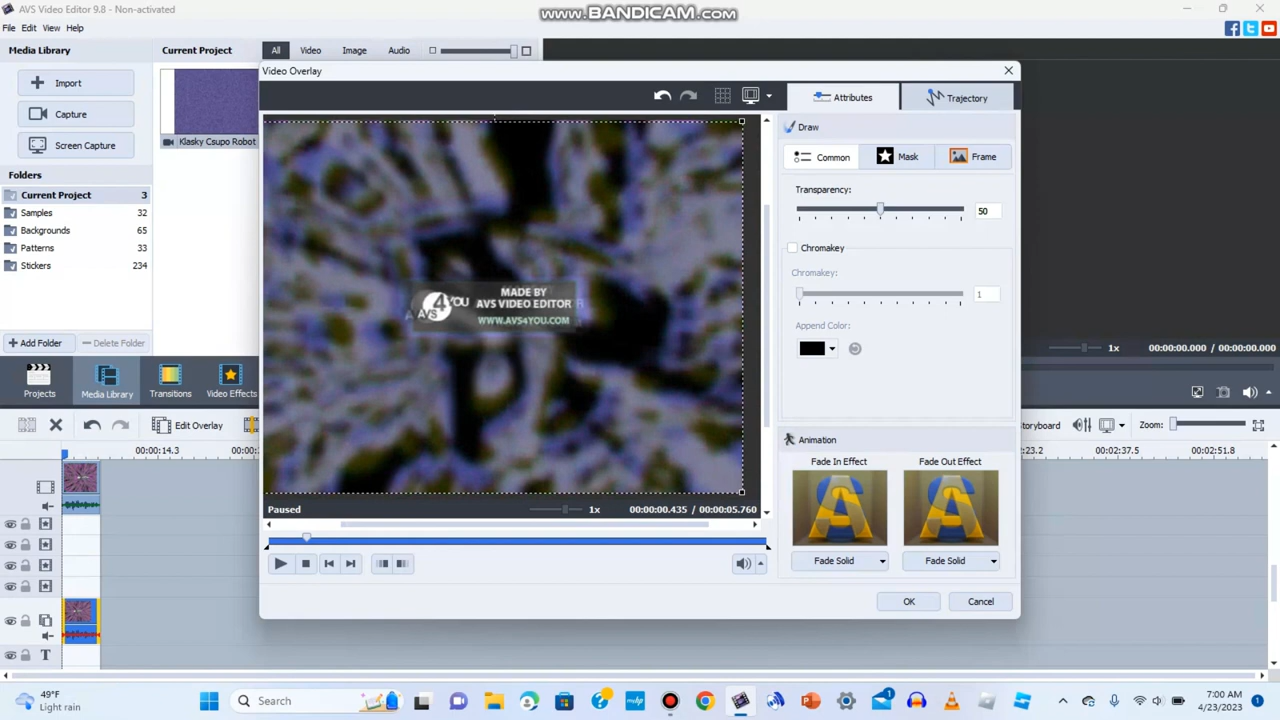 AVS Video Editor 9.8 - Non-activated
www.BANDICAM.com
File Edit View Help
Media Library
Current Project
All Video Image Audio
Import
Capture
Screen Capture
Klasky Csupo Robot
Folders
Current Project 3
Samples 32
Backgrounds 65
Patterns 33
Stickers 234
Add Folder Delete Folder
Projects Media Library Transitions Video Effects
Edit Overlay
Video Overlay
Attributes Trajectory
Draw
Common Mask Frame
Transparency:
50
Chromakey
Chromakey:
1
Append Color:
Animation
Fade In Effect Fade Out Effect
Fade Solid Fade Solid
OK Cancel
AVS4YOU
MADE BY
AVS VIDEO EDITOR
WWW.AVS4YOU.COM
Paused 1x 00:00:00.435 / 00:00:05.760
1x 00:00:00.000 / 00:00:00.000
Storyboard Zoom:
00:00:14.3 00:02:37.5 00:02:51.8
T
49°F
Light rain
Search
7:00 AM
4/23/2023